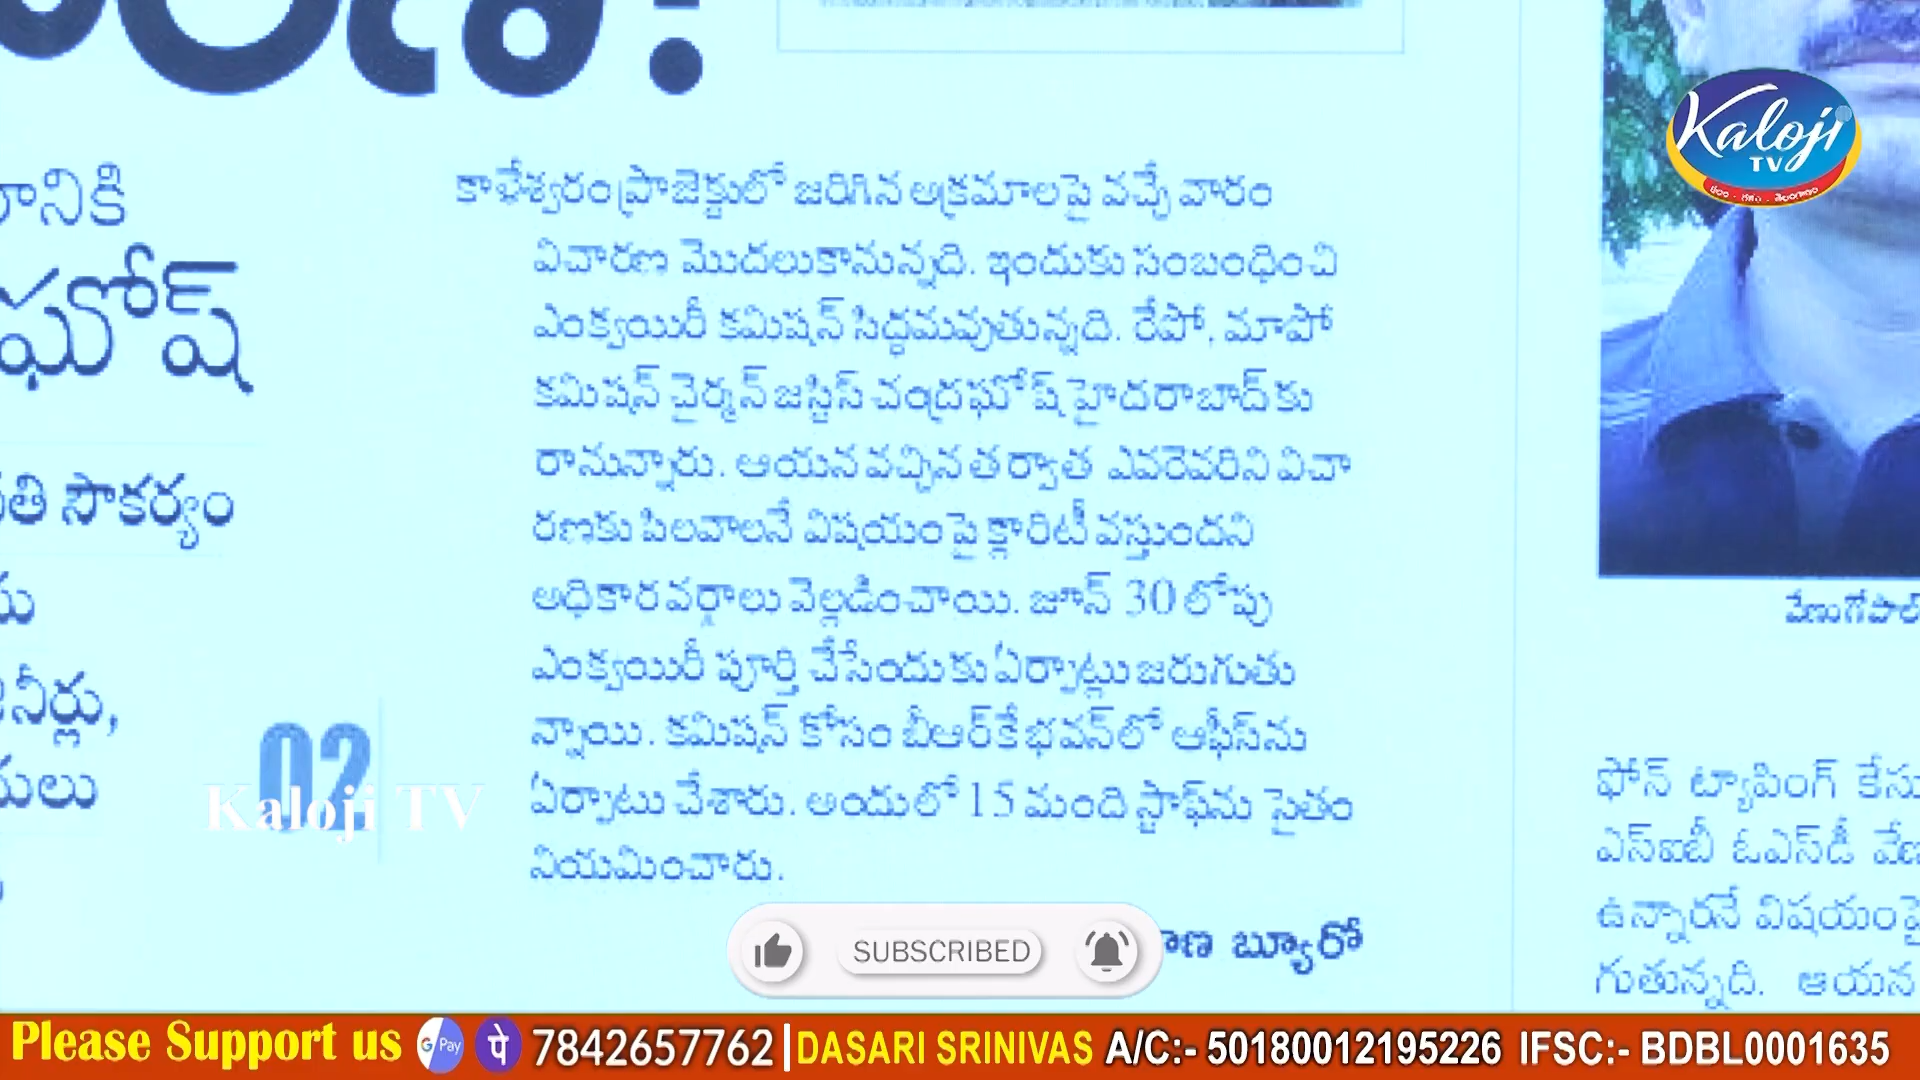 Kaloji
TV
ానికి
ఘోష్
సౌకర్యం
02
Kaloji TV
కాళేశ్వరం ప్రాజెక్టులో జరిగిన అక్రమాలపై వచ్చే వారం
విచారణ మొదలుకానున్నది. ఇందుకు సంబంధించి
ఎంక్వయిరీ కమిషన్ సిద్ధమవుతున్నది. రేపో, మాపో
కమిషన్ చైర్మన్ జస్టిస్ చంద్రఘోష్ హైదరాబాద్‌కు
రానున్నారు. ఆయన వచ్చిన తర్వాత ఎవరెవరిని విచా
రణకు పిలవాలనే విషయంపై క్లారిటీ వస్తుందని
అధికార వర్గాలు వెల్లడించాయి. జూన్ 30 లోపు
ఎంక్వయిరీ పూర్తి చేసేందుకు ఏర్పాట్లు జరుగుతు
న్నాయి. కమిషన్ కోసం బీఆర్‌కే భవన్‌లో ఆఫీస్‌ను
ఏర్పాటు చేశారు. అందులో 15 మంది స్టాఫ్‌ను సైతం
నియమించారు.
బ్యూరో
వేణుగోపాల్
ఫోన్ ట్యాపింగ్ కేసు
ఎస్ఐబీ ఓఎస్‌డీ
ఉన్నారనే విషయంపై
గుతున్నది. ఆయన
SUBSCRIBED
Please Support us G Pay పे 7842657762 | DASARI SRINIVAS A/C:- 50180012195226 IFSC:- BDBL0001635